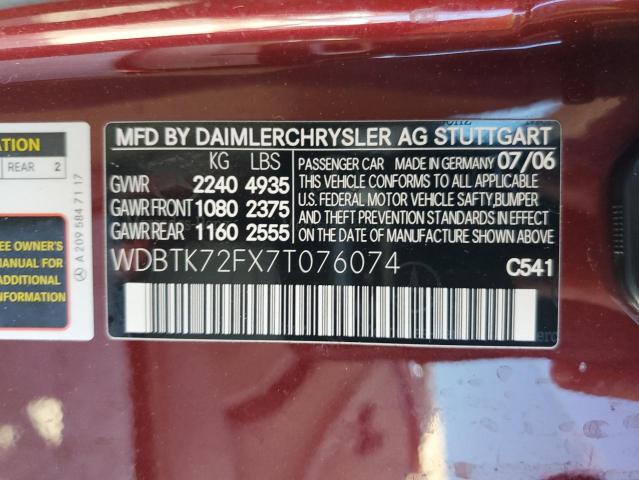 MFD BY DAIMLERCHRYSLER AG STUTTGART
KG LBS
GVWR 2240 4935
GAWR FRONT 1080 2375
GAWR REAR 1160 2555
PASSENGER CAR MADE IN GERMANY 07/06
THIS VEHICLE CONFORMS TO ALL APPLICABLE
U.S. FEDERAL MOTOR VEHICLE SAFTY,BUMPER
AND THEFT PREVENTION STANDARDS IN EFFECT
ON THE DATE OF MANUFACTURE SHOWN ABOVE.
WDBTK72FX7T076074
C541
REAR 2
OWNER'S
MANUAL FOR
ADDITIONAL
A 209 584 71 17